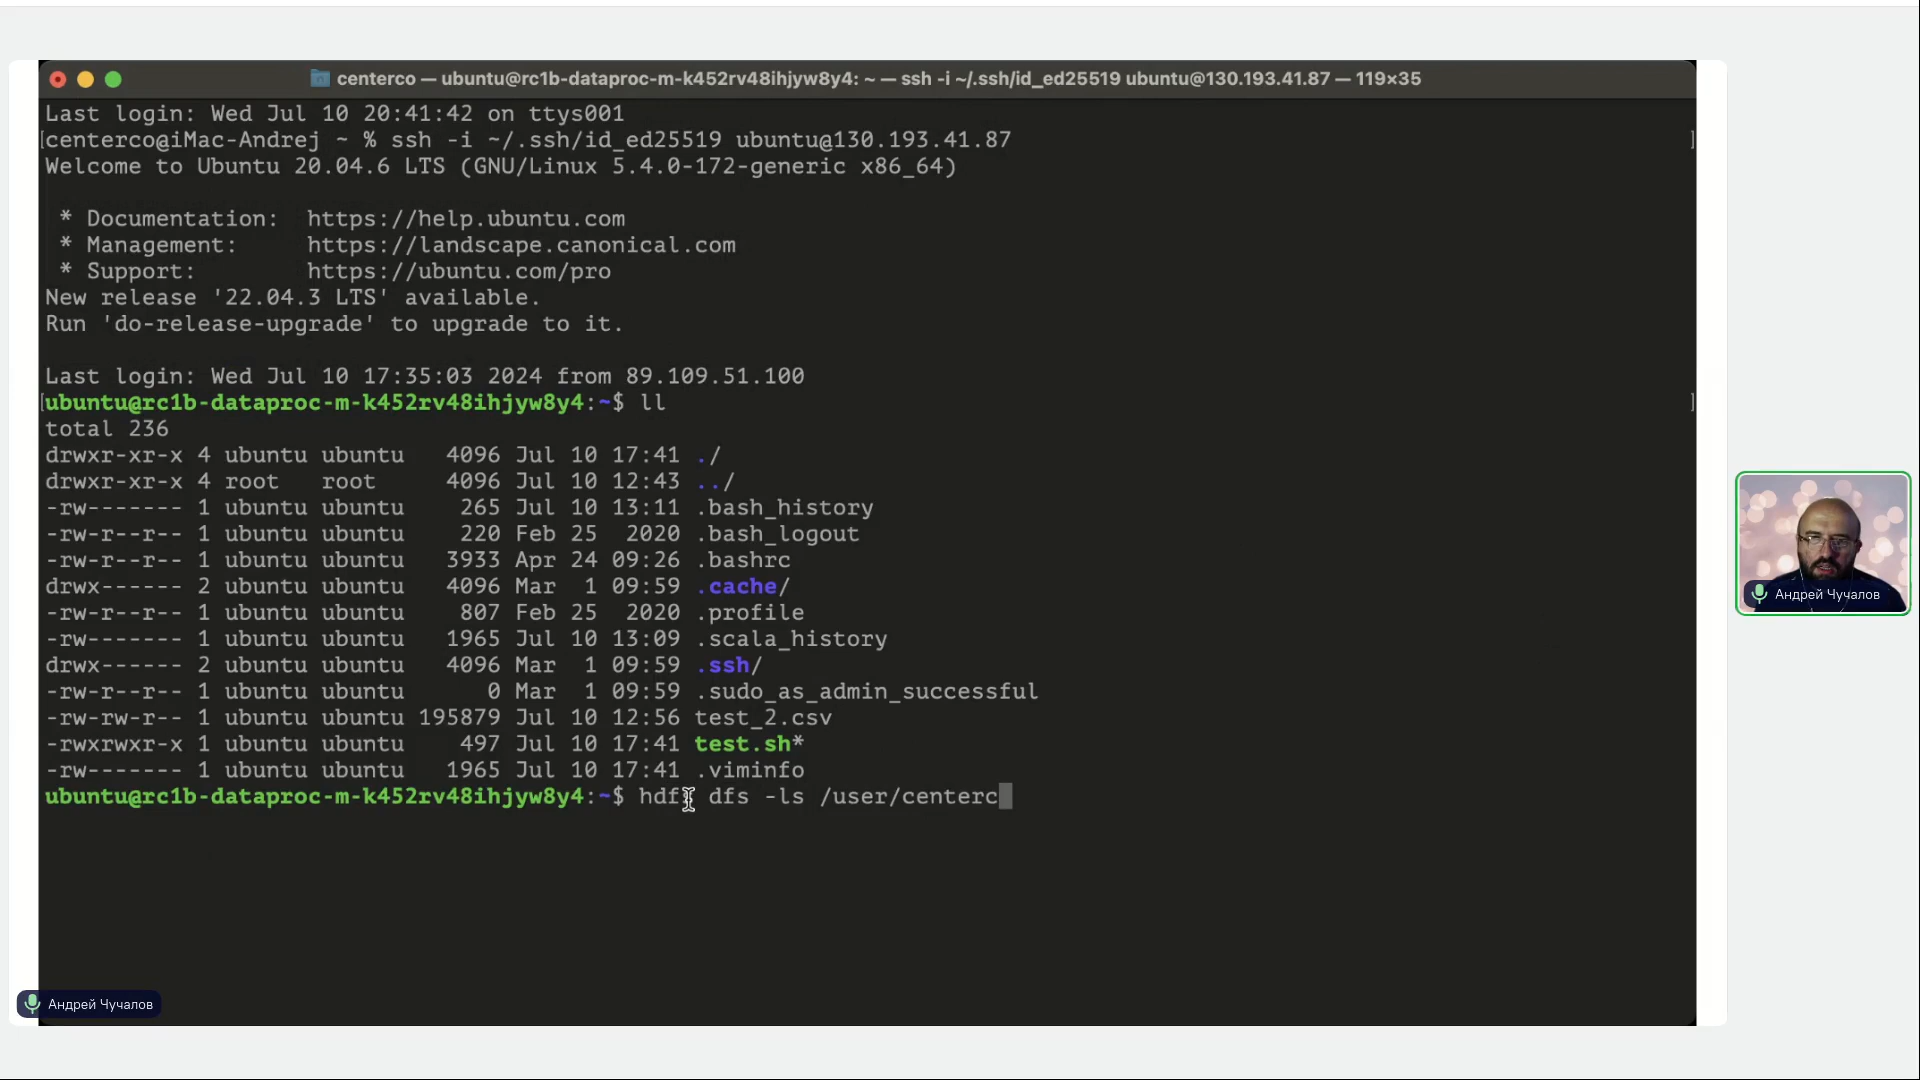 centerco — ubuntu@rc1b-dataproc-m-k452rv48ihjyw8y4: ~ — ssh -i ~/.ssh/id_ed25519 ubuntu@130.193.41.87 — 119×35
Last login: Wed Jul 10 20:41:42 on ttys001
[centerco@iMac-Andrej ~ % ssh -i ~/.ssh/id_ed25519 ubuntu@130.193.41.87 ]
Welcome to Ubuntu 20.04.6 LTS (GNU/Linux 5.4.0-172-generic x86_64)
* Documentation: https://help.ubuntu.com
* Management: https://landscape.canonical.com
* Support: https://ubuntu.com/pro
New release '22.04.3 LTS' available.
Run 'do-release-upgrade' to upgrade to it.
Last login: Wed Jul 10 17:35:03 2024 from 89.109.51.100
[ubuntu@rc1b-dataproc-m-k452rv48ihjyw8y4:~$ ll ]
total 236
drwxr-xr-x 4 ubuntu ubuntu 4096 Jul 10 17:41 ./
drwxr-xr-x 4 root root 4096 Jul 10 12:43 ../
-rw------- 1 ubuntu ubuntu 265 Jul 10 13:11 .bash_history
-rw-r--r-- 1 ubuntu ubuntu 220 Feb 25 2020 .bash_logout
-rw-r--r-- 1 ubuntu ubuntu 3933 Apr 24 09:26 .bashrc
drwx------ 2 ubuntu ubuntu 4096 Mar 1 09:59 .cache/
-rw-r--r-- 1 ubuntu ubuntu 807 Feb 25 2020 .profile
-rw------- 1 ubuntu ubuntu 1965 Jul 10 13:09 .scala_history
drwx------ 2 ubuntu ubuntu 4096 Mar 1 09:59 .ssh/
-rw-r--r-- 1 ubuntu ubuntu 0 Mar 1 09:59 .sudo_as_admin_successful
-rw-rw-r-- 1 ubuntu ubuntu 195879 Jul 10 12:56 test_2.csv
-rwxrwxr-x 1 ubuntu ubuntu 497 Jul 10 17:41 test.sh*
-rw------- 1 ubuntu ubuntu 1965 Jul 10 17:41 .viminfo
ubuntu@rc1b-dataproc-m-k452rv48ihjyw8y4:~$ hdfs dfs -ls /user/centerc
Андрей Чучалов
Андрей Чучалов